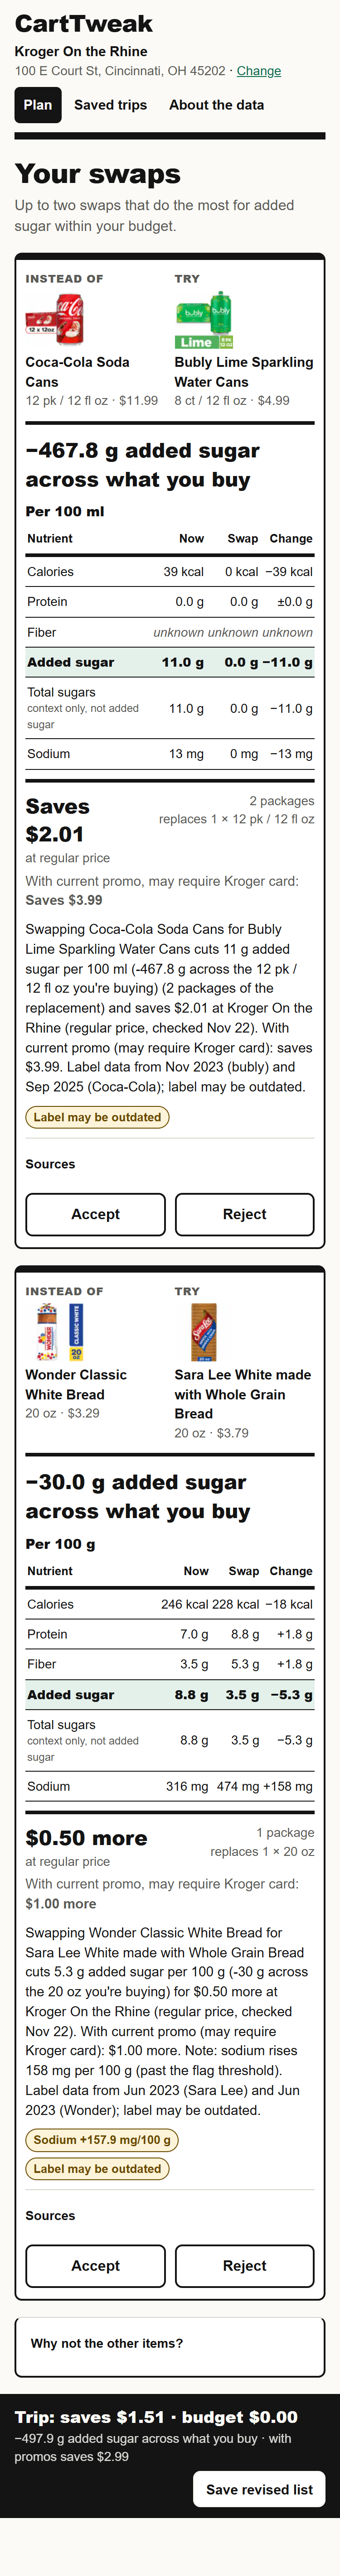 CartTweak
Kroger On the Rhine
100 E Court St, Cincinnati, OH 45202 · Change
Plan Saved trips About the data
Your swaps
Up to two swaps that do the most for added
sugar within your budget.
INSTEAD OF TRY
12 x 12oz
bubly
Lime
Coca-Cola Soda
Cans
12 pk / 12 fl oz · $11.99
Bubly Lime Sparkling
Water Cans
8 ct / 12 fl oz · $4.99
−467.8 g added sugar
across what you buy
Per 100 ml
Nutrient Now Swap Change
Calories 39 kcal 0 kcal −39 kcal
Protein 0.0 g 0.0 g ±0.0 g
Fiber unknown unknown unknown
Added sugar 11.0 g 0.0 g −11.0 g
Total sugars
context only, not added
sugar
11.0 g 0.0 g −11.0 g
Sodium 13 mg 0 mg −13 mg
Saves
$2.01
at regular price
2 packages
replaces 1 × 12 pk / 12 fl oz
With current promo, may require Kroger card:
Saves $3.99
Swapping Coca-Cola Soda Cans for Bubly
Lime Sparkling Water Cans cuts 11 g added
sugar per 100 ml (-467.8 g across the 12 pk /
12 fl oz you're buying) (2 packages of the
replacement) and saves $2.01 at Kroger On the
Rhine (regular price, checked Nov 22). With
current promo (may require Kroger card): saves
$3.99. Label data from Nov 2023 (bubly) and
Sep 2025 (Coca-Cola); label may be outdated.
Label may be outdated
Sources
Accept Reject
INSTEAD OF TRY
WONDER
CLASSIC WHITE
20
OZ
Sara Lee
Wonder Classic
White Bread
20 oz · $3.29
Sara Lee White made
with Whole Grain
Bread
20 oz · $3.79
−30.0 g added sugar
across what you buy
Per 100 g
Nutrient Now Swap Change
Calories 246 kcal 228 kcal −18 kcal
Protein 7.0 g 8.8 g +1.8 g
Fiber 3.5 g 5.3 g +1.8 g
Added sugar 8.8 g 3.5 g −5.3 g
Total sugars
context only, not added
sugar
8.8 g 3.5 g −5.3 g
Sodium 316 mg 474 mg +158 mg
$0.50 more
at regular price
1 package
replaces 1 × 20 oz
With current promo, may require Kroger card:
$1.00 more
Swapping Wonder Classic White Bread for
Sara Lee White made with Whole Grain Bread
cuts 5.3 g added sugar per 100 g (-30 g across
the 20 oz you're buying) for $0.50 more at
Kroger On the Rhine (regular price, checked
Nov 22). With current promo (may require
Kroger card): $1.00 more. Note: sodium rises
158 mg per 100 g (past the flag threshold).
Label data from Jun 2023 (Sara Lee) and Jun
2023 (Wonder); label may be outdated.
Sodium +157.9 mg/100 g
Label may be outdated
Sources
Accept Reject
Why not the other items?
Trip: saves $1.51 · budget $0.00
−497.9 g added sugar across what you buy · with
promos saves $2.99
Save revised list